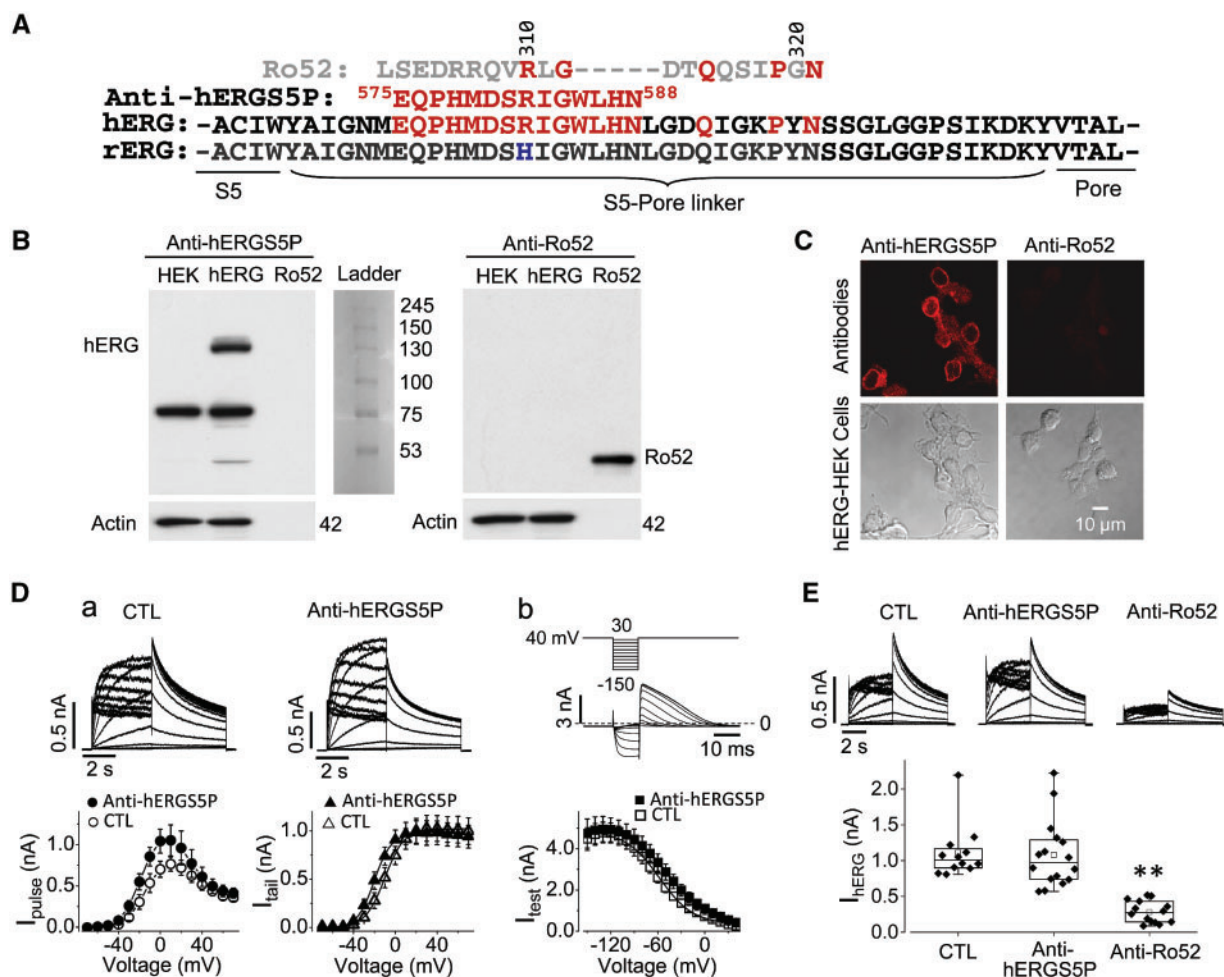 A
310
320
Ro52: LSEDRRQVRLG-----DTQQSIPGN
Anti-hERGS5P: 575EQPHMDSRIGWLHN588
hERG: -ACIWYAIGNMEQPHMDSRIGWLHNLGDQIGKPYNSSGLGGPSIKDKYVTAL-
rERG: -ACIWYAIGNMEQPHMDSHIGWLHNLGDQIGKPYNSSGLGGPSIKDKYVTAL-
S5
S5-Pore linker
Pore
B
Anti-hERGS5P
HEK hERG Ro52
Ladder
Anti-Ro52
HEK hERG Ro52
hERG
245
150
130
100
75
53
Ro52
Actin
42
Actin
42
C
Anti-hERGS5P
Anti-Ro52
Antibodies
hERG-HEK Cells
10 µm
D
a
CTL
Anti-hERGS5P
0.5 nA
2 s
0.5 nA
2 s
Anti-hERGS5P
CTL
Ipulse (nA)
1.0
0.5
0.0
-40 0 40
Voltage (mV)
Anti-hERGS5P
CTL
Itail (nA)
1.0
0.5
0.0
-40 0 40
Voltage (mV)
b
40 mV
30
-150
3 nA
0
10 ms
Anti-hERGS5P
CTL
Itest (nA)
4.0
2.0
0.0
-120 -60 0
Voltage (mV)
E
CTL
Anti-hERGS5P
Anti-Ro52
0.5 nA
2 s
IhERG (nA)
2.0
1.5
1.0
0.5
0.0
**
CTL
Anti-hERGS5P
Anti-Ro52